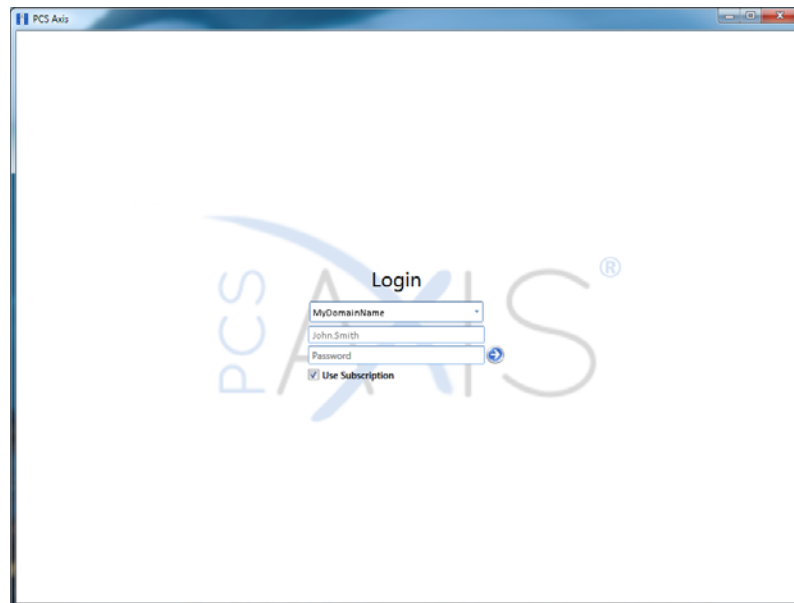 PCS Axis
Login
PCS
AXIS®
MyDomainName
John.Smith
Password
Use Subscription